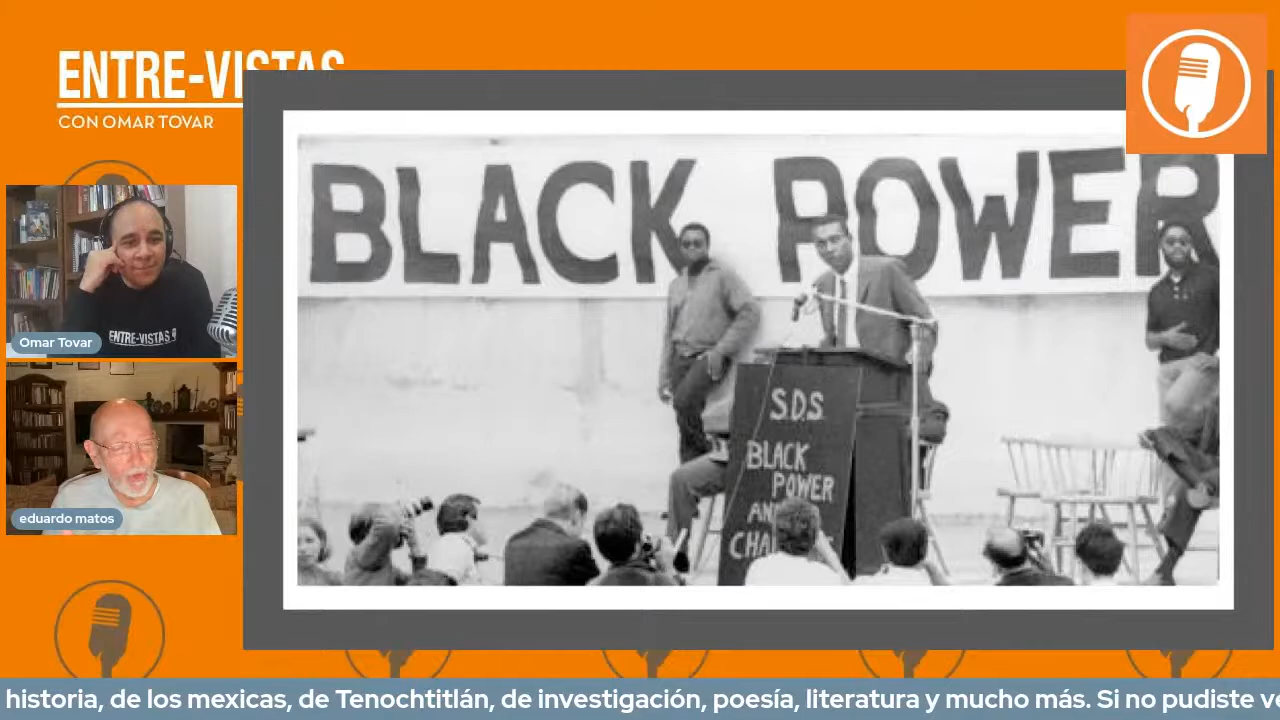 ENTRE-VISTAS
CON OMAR TOVAR
BLACK POWER
Omar Tovar
ENTRE-VISTAS
eduardo matos
S.D.S
BLACK
POWER
historia, de los mexicas, de Tenochtitlán, de investigación, poesía, literatura y mucho más. Si no pudiste